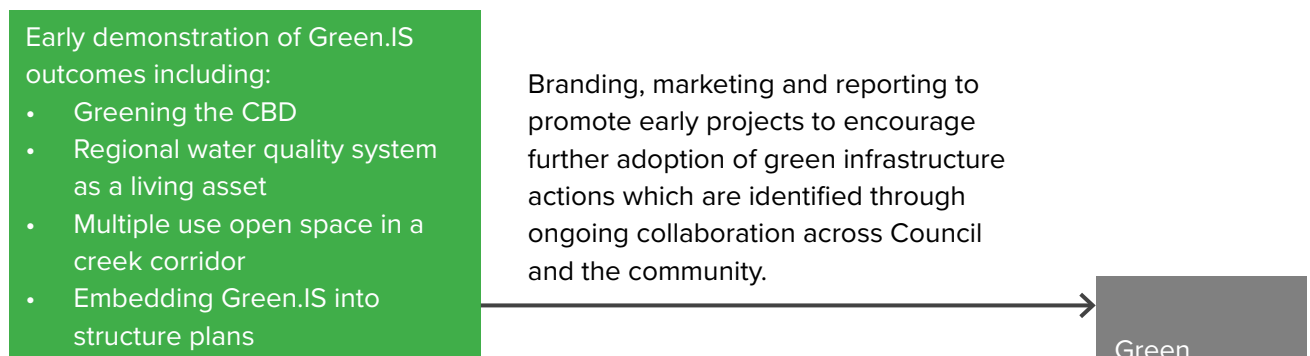 Early demonstration of Green.IS
outcomes including:
• Greening the CBD
• Regional water quality system
as a living asset
• Multiple use open space in a
creek corridor
• Embedding Green.IS into
structure plans
Branding, marketing and reporting to
promote early projects to encourage
further adoption of green infrastructure
actions which are identified through
ongoing collaboration across Council
and the community.
Green